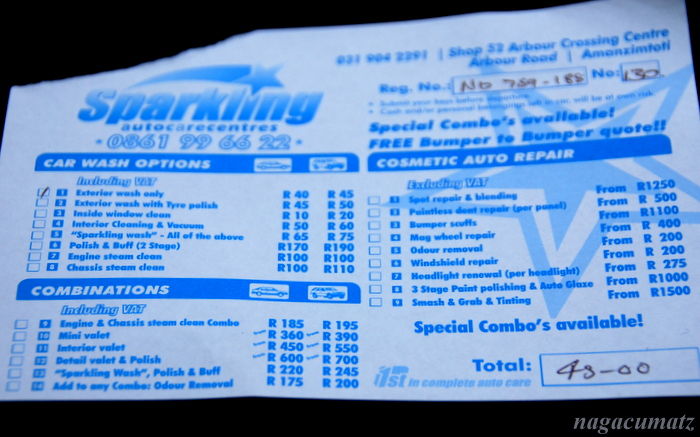 031 904 2291 | Shop 52 Arbour Crossing Centre
Arbour Road | Amanzimtoti
Reg. No.: ND 759-188 No: 130
• Submit your keys before departure.
Special Combo's available!
FREE Bumper to Bumper quote!!
Sparkling
autocarecentres
• 0861 99 66 22 •
CAR WASH OPTIONS
Including VAT
1 Exterior wash only R 40 R 45
2 Exterior wash with Tyre polish R 45 R 50
3 Inside window clean R 10 R 20
4 Interior Cleaning & Vacuum R 50 R 60
5 "Sparkling wash" - All of the above R 65 R 75
6 Polish & Buff (2 Stage) R170 R190
7 Engine steam clean R100 R100
8 Chassis steam clean R100 R110
COMBINATIONS
Including VAT
9 Engine & Chassis steam clean Combo R 185 R 195
10 Mini valet R 360 R 390
11 Interior valet R 450 R 550
12 Detail valet & Polish R 600 R 700
13 "Sparkling Wash", Polish & Buff R 220 R 245
14 Add to any Combo: Odour Removal R 175 R 200
COSMETIC AUTO REPAIR
Excluding VAT
1 Spot repair & blending From R1250
2 Paintless dent repair (per panel) From R 500
3 Bumper scuffs From R1100
4 Mag wheel repair From R 400
5 Odour removal From R 200
6 Windshield repair From R 200
7 Headlight renewal (per headlight) From R 275
8 3 Stage Paint polishing & Auto Glaze From R1000
9 Smash & Grab & Tinting From R1500
Special Combo's available!
1st in complete auto care
Total: 45-00
nagacumatz